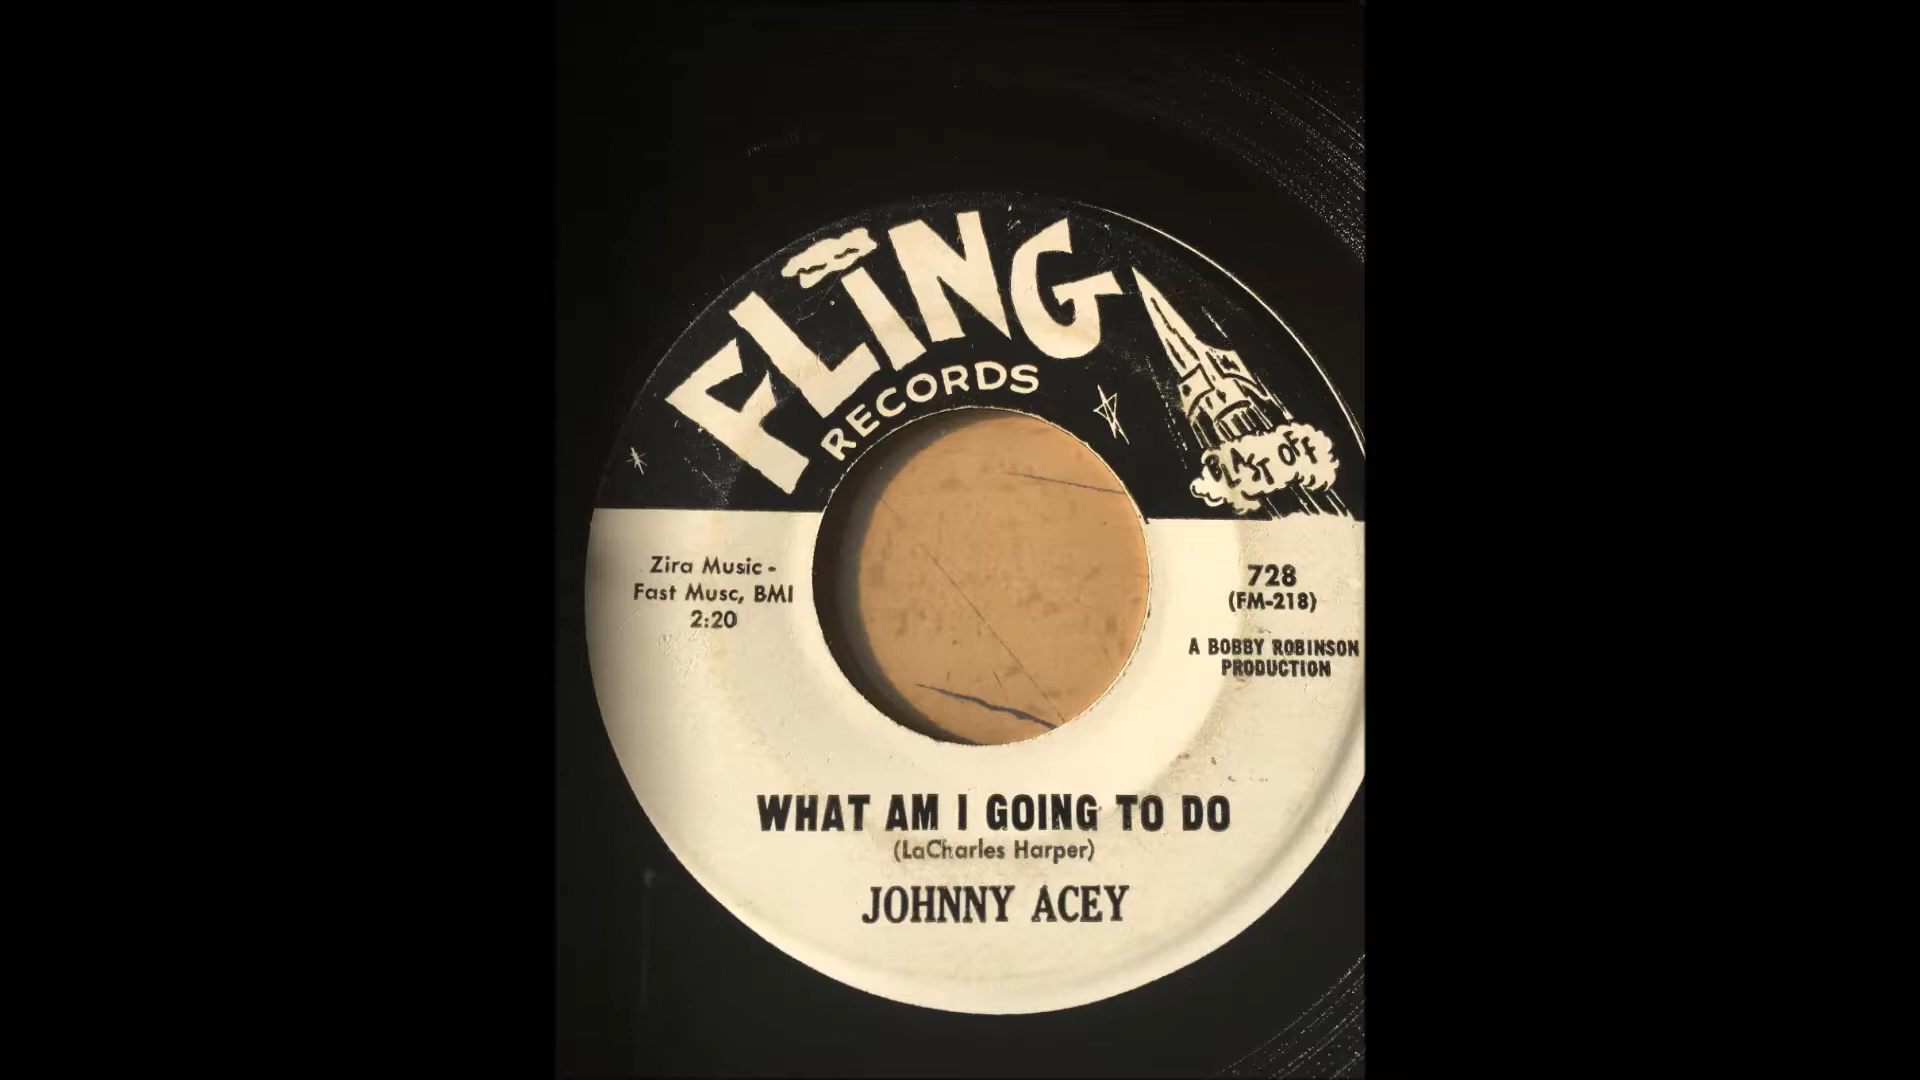 FLING
RECORDS
BLAST OFF
Zira Music -
Fast Musc, BMI
2:20
728
(FM-218)
A BOBBY ROBINSON
PRODUCTION
WHAT AM I GOING TO DO
(LaCharles Harper)
JOHNNY ACEY